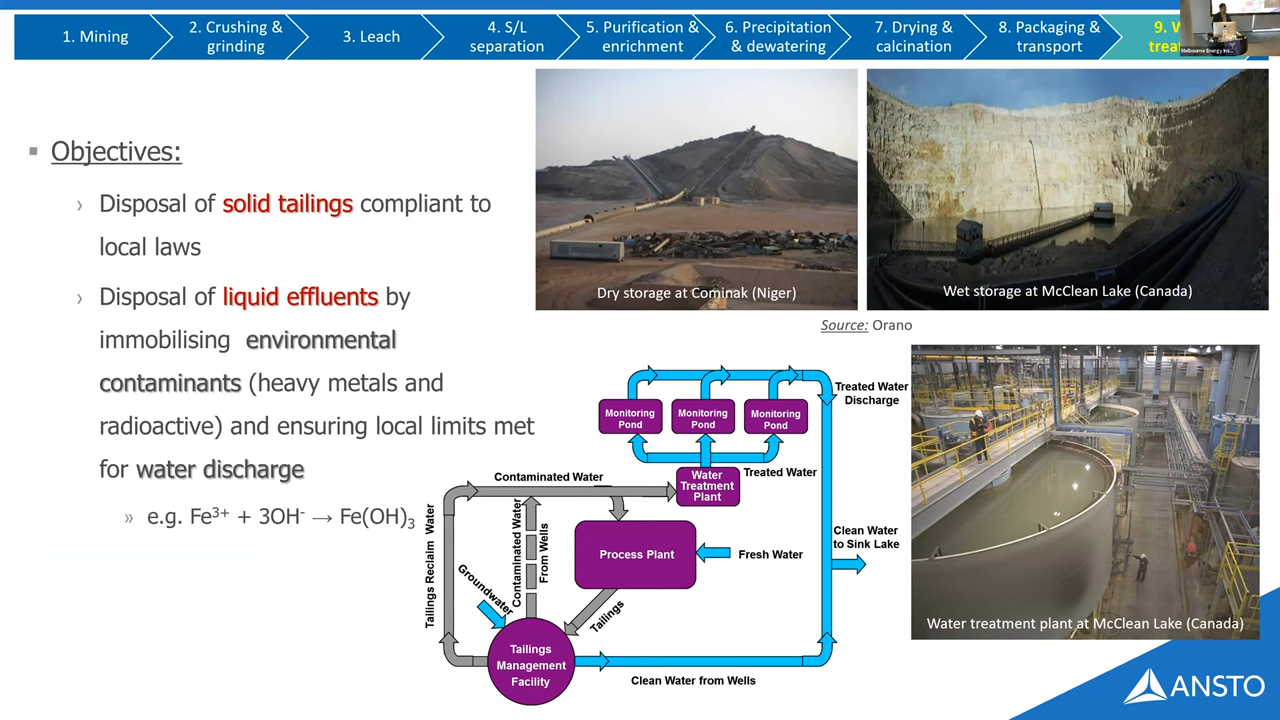 1. Mining
2. Crushing &
grinding
3. Leach
4. S/L
separation
5. Purification &
enrichment
6. Precipitation
& dewatering
7. Drying &
calcination
8. Packaging &
transport
9. W
trea
Melbourne Energy Ins...
▪ Objectives:
› Disposal of solid tailings compliant to
local laws
› Disposal of liquid effluents by
immobilising environmental
contaminants (heavy metals and
radioactive) and ensuring local limits met
for water discharge
» e.g. Fe³⁺ + 3OH⁻ → Fe(OH)₃
Dry storage at Cominak (Niger)
Wet storage at McClean Lake (Canada)
Source: Orano
Treated Water
Discharge
Monitoring
Pond
Monitoring
Pond
Monitoring
Pond
Treated Water
Water
Treatment
Plant
Contaminated Water
Process Plant
Fresh Water
Clean Water
to Sink Lake
Tailings Reclaim Water
Contaminated Water
From Wells
Groundwater
Tailings
Tailings
Management
Facility
Clean Water from Wells
Water treatment plant at McClean Lake (Canada)
ANSTO